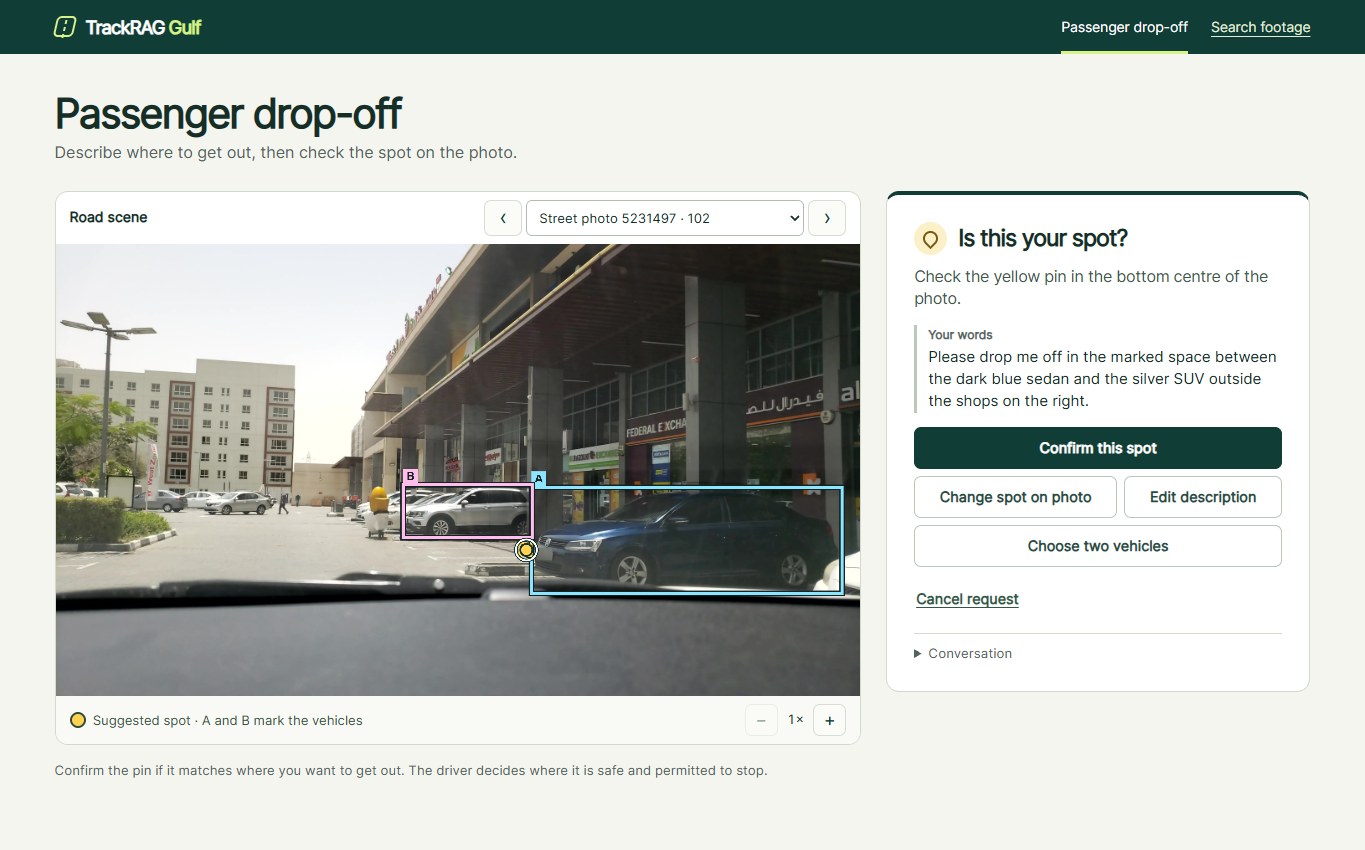 TrackRAG Gulf
Passenger drop-off
Search footage
Passenger drop-off
Describe where to get out, then check the spot on the photo.
Road scene
‹
Street photo 5231497 · 102
›
FEDERAL EXCHA
فيدرال للص
al
B
A
Suggested spot · A and B mark the vehicles
−
1×
+
Confirm the pin if it matches where you want to get out. The driver decides where it is safe and permitted to stop.
Is this your spot?
Check the yellow pin in the bottom centre of the
photo.
Your words
Please drop me off in the marked space between
the dark blue sedan and the silver SUV outside
the shops on the right.
Confirm this spot
Change spot on photo
Edit description
Choose two vehicles
Cancel request
Conversation